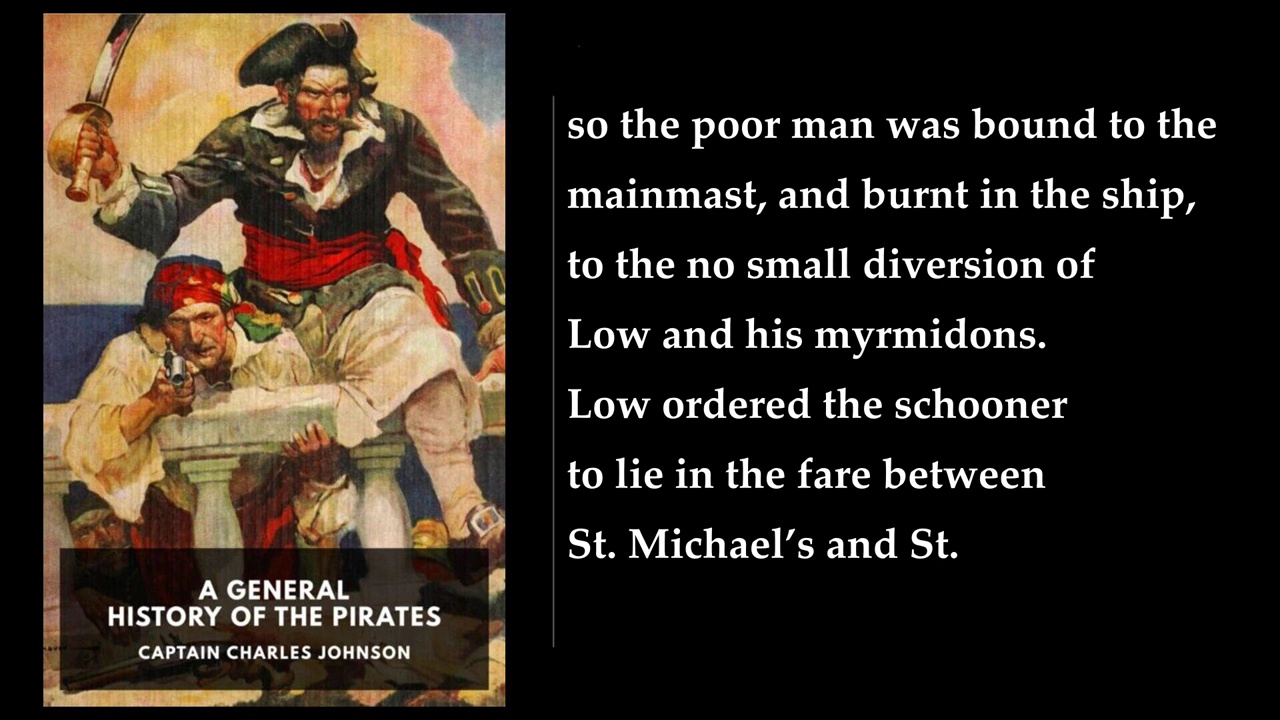 A GENERAL
HISTORY OF THE PIRATES
CAPTAIN CHARLES JOHNSON
so the poor man was bound to the
mainmast, and burnt in the ship,
to the no small diversion of
Low and his myrmidons.
Low ordered the schooner
to lie in the fare between
St. Michael’s and St.